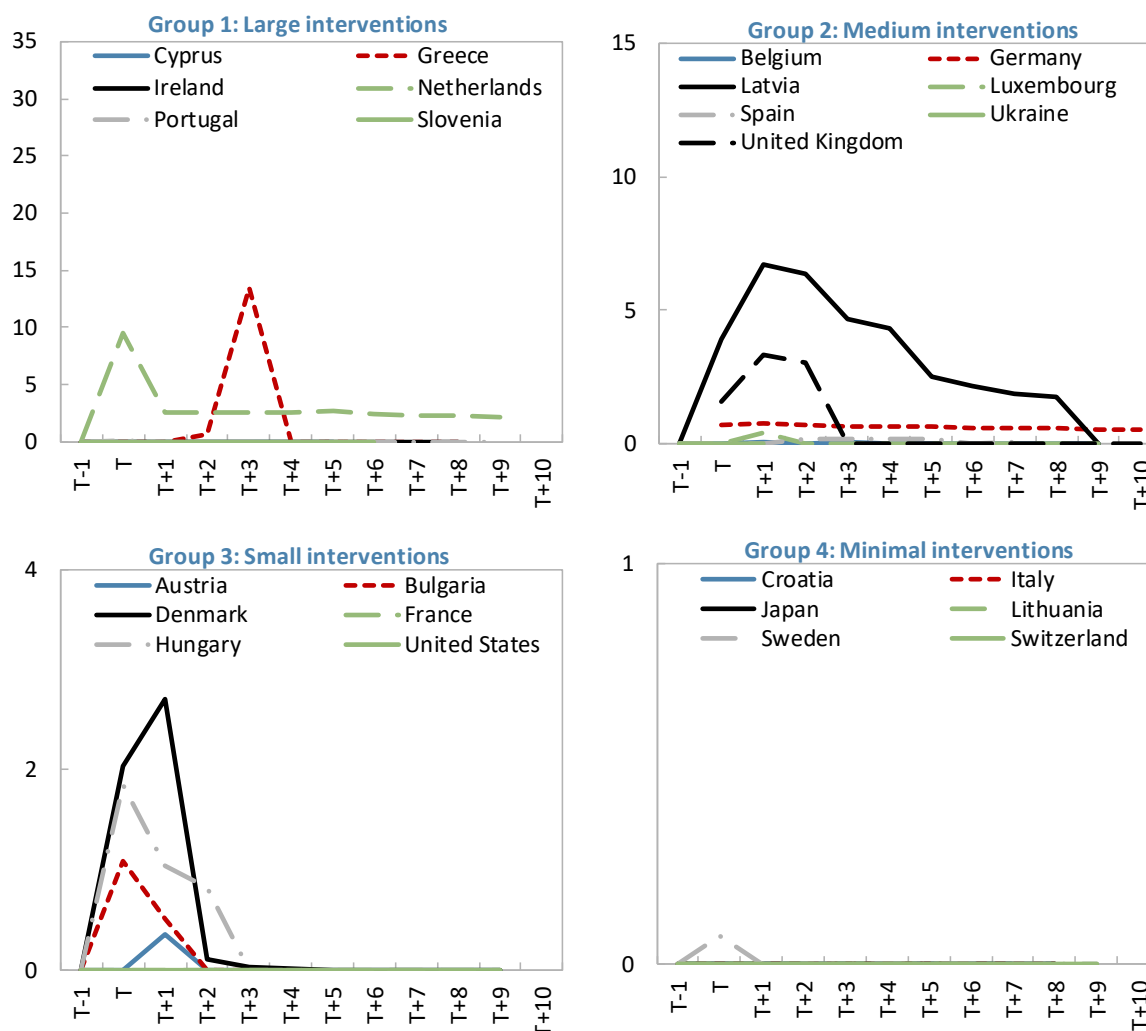 Group 1: Large interventions
35
30
25
20
15
10
5
0
Cyprus Greece
Ireland Netherlands
Portugal Slovenia
T-1 T T+1 T+2 T+3 T+4 T+5 T+6 T+7 T+8 T+9 T+10
Group 2: Medium interventions
15
10
5
0
Belgium Germany
Latvia Luxembourg
Spain Ukraine
United Kingdom
T-1 T T+1 T+2 T+3 T+4 T+5 T+6 T+7 T+8 T+9 T+10
Group 3: Small interventions
4
2
0
Austria Bulgaria
Denmark France
Hungary United States
T-1 T T+1 T+2 T+3 T+4 T+5 T+6 T+7 T+8 T+9 T+10
Group 4: Minimal interventions
1
0
Croatia Italy
Japan Lithuania
Sweden Switzerland
T-1 T T+1 T+2 T+3 T+4 T+5 T+6 T+7 T+8 T+9 T+10